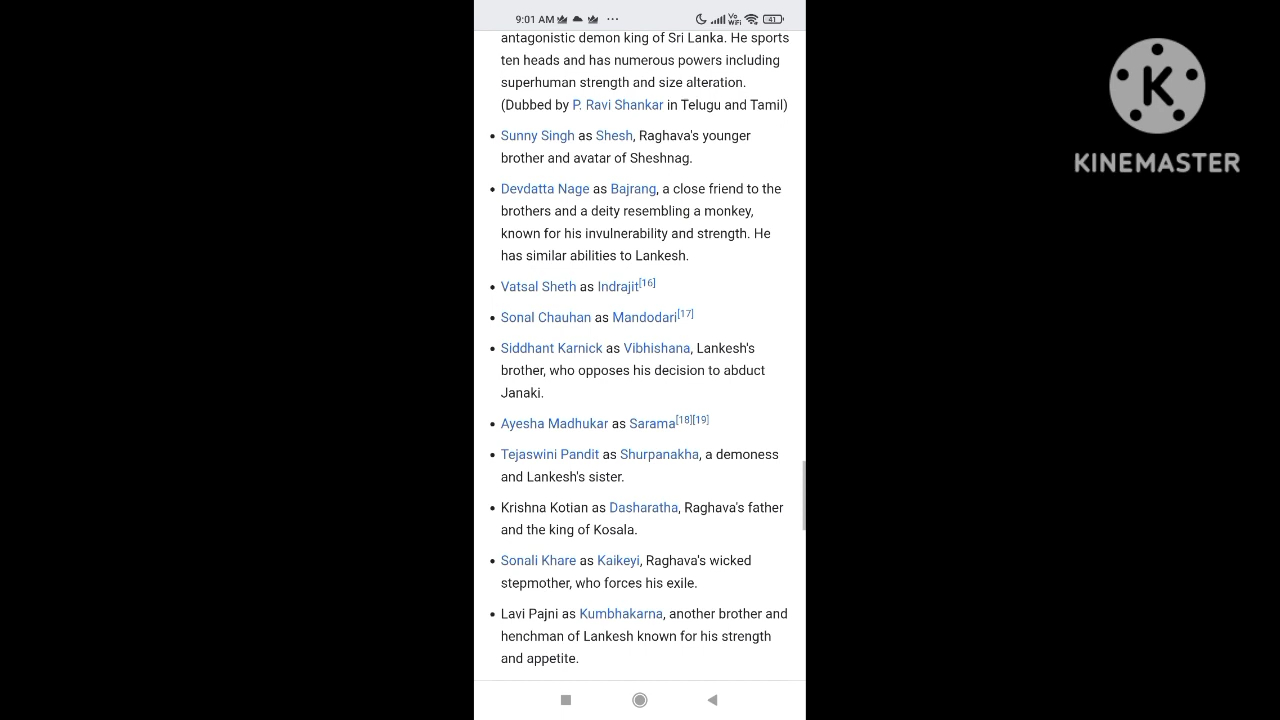 9:01 AM
Vo
WiFi
41
antagonistic demon king of Sri Lanka. He sports
ten heads and has numerous powers including
superhuman strength and size alteration.
(Dubbed by P. Ravi Shankar in Telugu and Tamil)
• Sunny Singh as Shesh, Raghava's younger
brother and avatar of Sheshnag.
• Devdatta Nage as Bajrang, a close friend to the
brothers and a deity resembling a monkey,
known for his invulnerability and strength. He
has similar abilities to Lankesh.
• Vatsal Sheth as Indrajit[16]
• Sonal Chauhan as Mandodari[17]
• Siddhant Karnick as Vibhishana, Lankesh's
brother, who opposes his decision to abduct
Janaki.
• Ayesha Madhukar as Sarama[18][19]
• Tejaswini Pandit as Shurpanakha, a demoness
and Lankesh's sister.
• Krishna Kotian as Dasharatha, Raghava's father
and the king of Kosala.
• Sonali Khare as Kaikeyi, Raghava's wicked
stepmother, who forces his exile.
• Lavi Pajni as Kumbhakarna, another brother and
henchman of Lankesh known for his strength
and appetite.
K
KINEMASTER